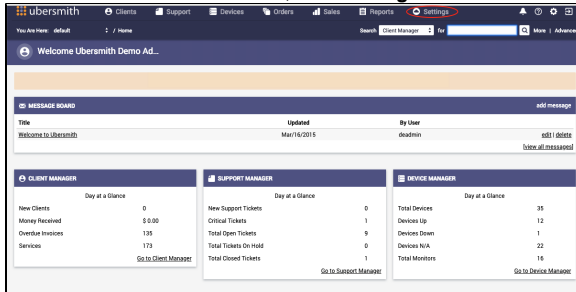 ubersmith Clients Support Devices Orders Sales Reports Settings
You Are Here: default / Home Search Client Manager for More | Advance
Welcome Ubersmith Demo Ad...
MESSAGE BOARD add message
Title Updated By User
Welcome to Ubersmith Mar/16/2015 deadmin edit | delete
[view all messages]
CLIENT MANAGER SUPPORT MANAGER DEVICE MANAGER
Day at a Glance Day at a Glance Day at a Glance
New Clients 0 New Support Tickets 0 Total Devices 35
Money Received $ 0.00 Critical Tickets 1 Devices Up 12
Overdue Invoices 135 Total Open Tickets 9 Devices Down 1
Services 173 Total Tickets On Hold 0 Devices N/A 22
Go to Client Manager Total Closed Tickets 1 Total Monitors 16
Go to Support Manager Go to Device Manager